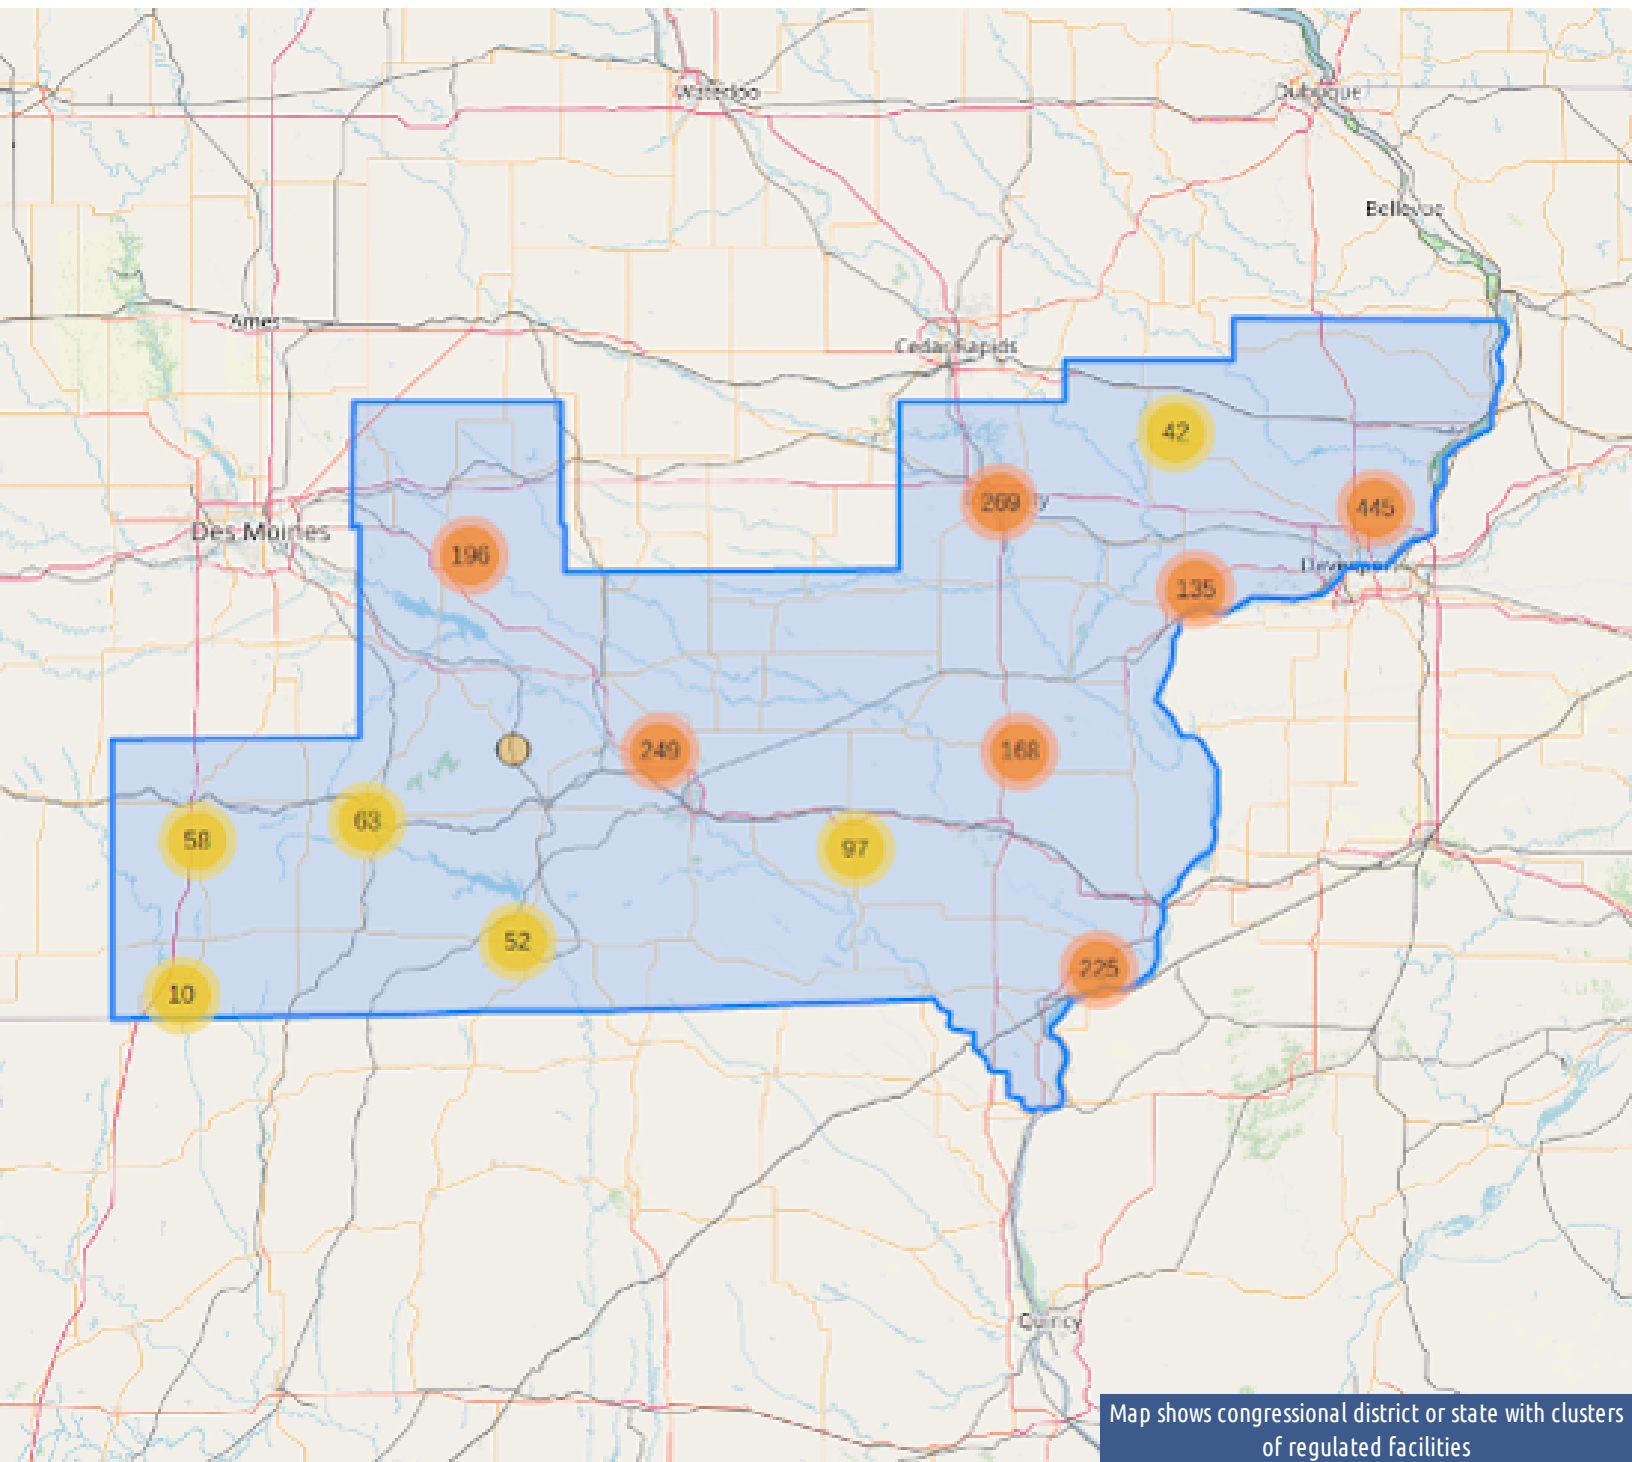 Waterloo
Dubuque
Bellevue
Ames
Cedar Rapids
42
269
ty
445
Des Moines
196
Davenport
135
249
168
63
58
97
52
225
10
Quincy
Map shows congressional district or state with clusters
of regulated facilities